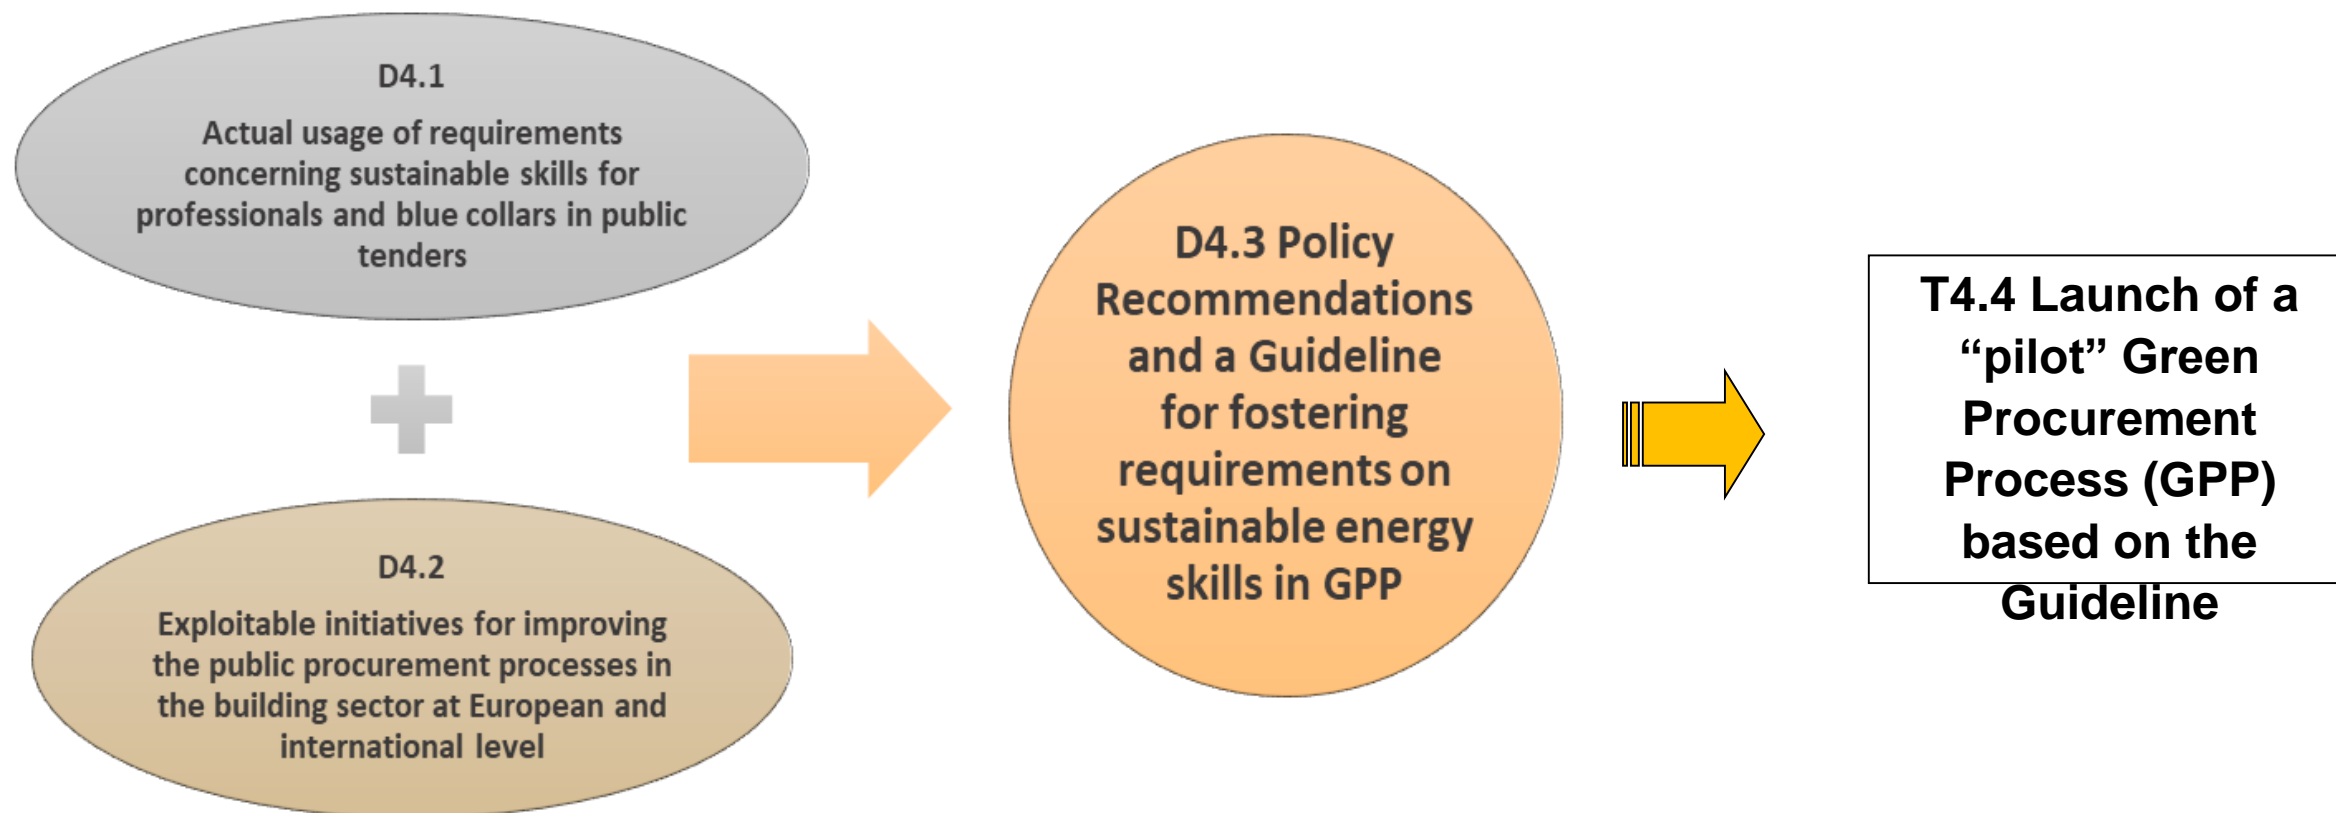 D4.1
Actual usage of requirements
concerning sustainable skills for
professionals and blue collars in public
tenders
D4.2
Exploitable initiatives for improving
the public procurement processes in
the building sector at European and
international level
D4.3 Policy
Recommendations
and a Guideline
for fostering
requirements on
sustainable energy
skills in GPP
T4.4 Launch of a
“pilot” Green
Procurement
Process (GPP)
based on the
Guideline